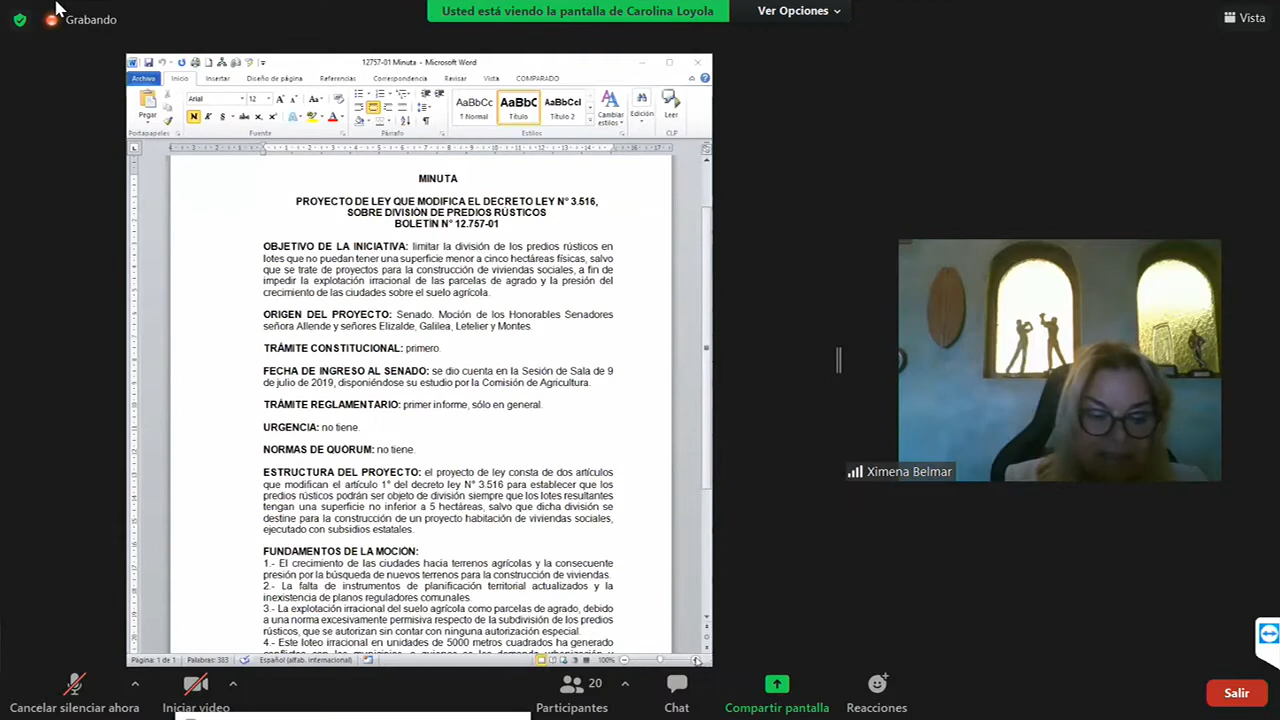 Grabando
Usted está viendo la pantalla de Carolina Loyola
Ver Opciones
Vista
12757-01 Minuta - Microsoft Word
Archivo Inicio Insertar Diseño de página Referencias Correspondencia Revisar Vista COMPARADO
Pegar
Arial 12
AaBbCc AaBbC AaBbCcI
1 Normal Título Título 2
Cambiar estilos
Edición
Leer
Portapapeles Fuente Párrafo Estilos CLP
MINUTA
PROYECTO DE LEY QUE MODIFICA EL DECRETO LEY N° 3.516,
SOBRE DIVISIÓN DE PREDIOS RÚSTICOS
BOLETÍN N° 12.757-01
OBJETIVO DE LA INICIATIVA: limitar la división de los predios rústicos en
lotes que no puedan tener una superficie menor a cinco hectáreas físicas, salvo
que se trate de proyectos para la construcción de viviendas sociales, a fin de
impedir la explotación irracional de las parcelas de agrado y la presión del
crecimiento de las ciudades sobre el suelo agrícola.
ORIGEN DEL PROYECTO: Senado. Moción de los Honorables Senadores
señora Allende y señores Elizalde, Galilea, Letelier y Montes.
TRÁMITE CONSTITUCIONAL: primero.
FECHA DE INGRESO AL SENADO: se dio cuenta en la Sesión de Sala de 9
de julio de 2019, disponiéndose su estudio por la Comisión de Agricultura.
TRÁMITE REGLAMENTARIO: primer informe, sólo en general.
URGENCIA: no tiene.
NORMAS DE QUÓRUM: no tiene.
ESTRUCTURA DEL PROYECTO: el proyecto de ley consta de dos artículos
que modifican el artículo 1° del decreto ley N° 3.516 para establecer que los
predios rústicos podrán ser objeto de división siempre que los lotes resultantes
tengan una superficie no inferior a 5 hectáreas, salvo que dicha división se
destine para la construcción de un proyecto habitación de viviendas sociales,
ejecutado con subsidios estatales.
FUNDAMENTOS DE LA MOCIÓN:
1.- El crecimiento de las ciudades hacia terrenos agrícolas y la consecuente
presión por la búsqueda de nuevos terrenos para la construcción de viviendas.
2.- La falta de instrumentos de planificación territorial actualizados y la
inexistencia de planos reguladores comunales.
3.- La explotación irracional del suelo agrícola como parcelas de agrado, debido
a una norma excesivamente permisiva respecto de la subdivisión de los predios
rústicos, que se autorizan sin contar con ninguna autorización especial.
4.- Este loteo irracional en unidades de 5000 metros cuadrados ha generado
Página: 1 de 1 Palabras: 383 Español (alfab. internacional) 100%
Ximena Belmar
Cancelar silenciar ahora
Iniciar video
20
Participantes
Chat
Compartir pantalla
Reacciones
Salir